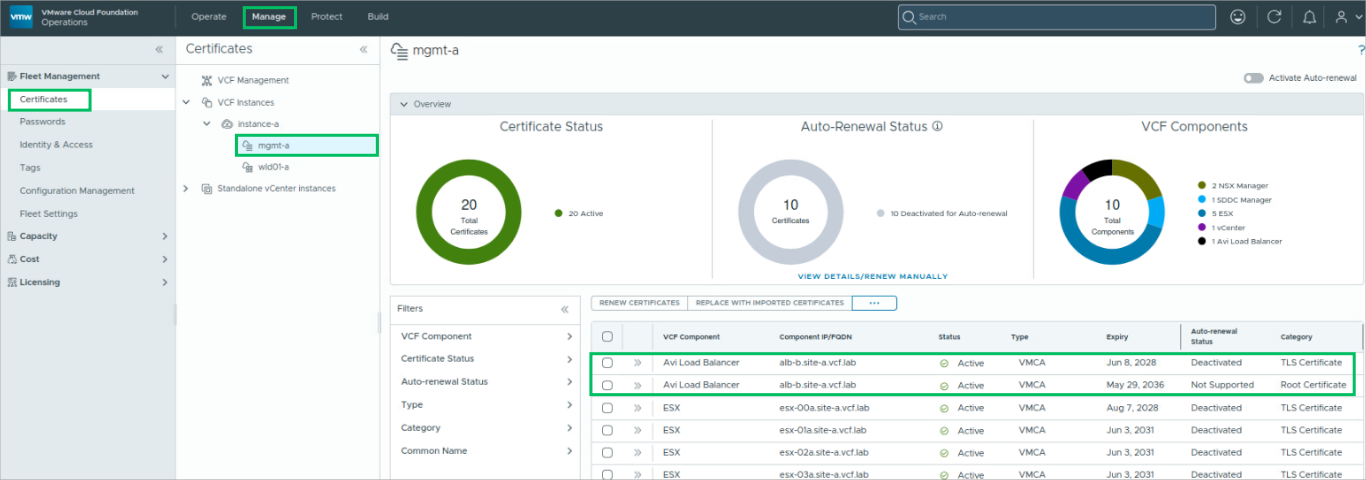 vmw
VMware Cloud Foundation
Operations
Operate
Manage
Protect
Build
Search
Fleet Management
Certificates
Passwords
Identity & Access
Tags
Configuration Management
Fleet Settings
Capacity
Cost
Licensing
Certificates
VCF Management
VCF Instances
instance-a
mgmt-a
wld01-a
Standalone vCenter instances
mgmt-a
?
Activate Auto-renewal
Overview
Certificate Status
20
Total
Certificates
20 Active
Auto-Renewal Status
10
Certificates
10 Deactivated for Auto-renewal
VIEW DETAILS/RENEW MANUALLY
VCF Components
10
Total
Components
2 NSX Manager
1 SDDC Manager
5 ESX
1 vCenter
1 Avi Load Balancer
Filters
VCF Component
Certificate Status
Auto-renewal Status
Type
Category
Common Name
RENEW CERTIFICATES REPLACE WITH IMPORTED CERTIFICATES ...
VCF Component Component IP/FQDN Status Type Expiry Auto-renewal Status Category
Avi Load Balancer alb-b.site-a.vcf.lab Active VMCA Jun 8, 2028 Deactivated TLS Certificate
Avi Load Balancer alb-b.site-a.vcf.lab Active VMCA May 29, 2036 Not Supported Root Certificate
ESX esx-00a.site-a.vcf.lab Active VMCA Aug 7, 2028 Deactivated TLS Certificate
ESX esx-01a.site-a.vcf.lab Active VMCA Jun 3, 2031 Deactivated TLS Certificate
ESX esx-02a.site-a.vcf.lab Active VMCA Jun 3, 2031 Deactivated TLS Certificate
ESX esx-03a.site-a.vcf.lab Active VMCA Jun 3, 2031 Deactivated TLS Certificate